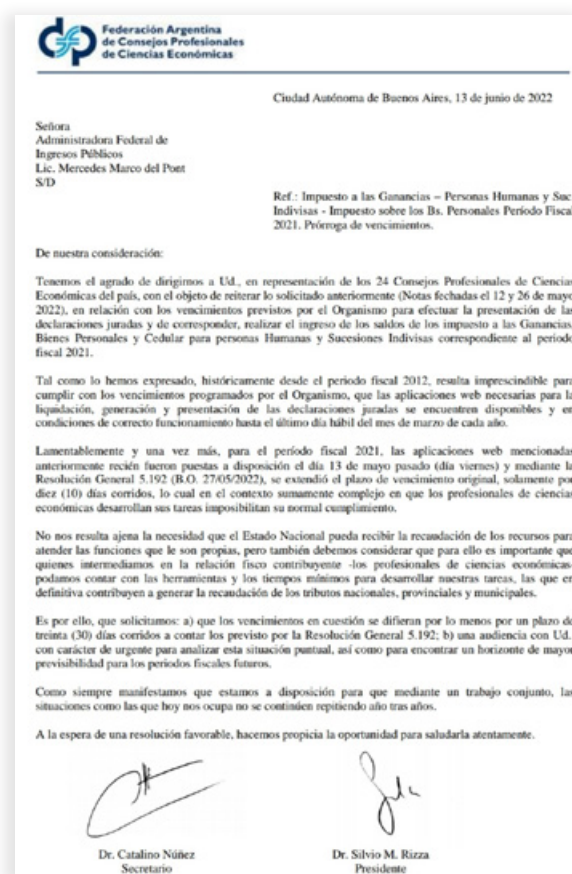 Federación Argentina
de Consejos Profesionales
de Ciencias Económicas
Ciudad Autónoma de Buenos Aires, 13 de junio de 2022
Señora
Administradora Federal de
Ingresos Públicos
Lic. Mercedes Marco del Pont
S/D
Ref.: Impuesto a las Ganancias – Personas Humanas y Suc
Indivisas - Impuesto sobre los Bs. Personales Período Fiscal
2021. Prórroga de vencimientos.
De nuestra consideración:
Tenemos el agrado de dirigirnos a Ud., en representación de los 24 Consejos Profesionales de Ciencias
Económicas del país, con el objeto de reiterar lo solicitado anteriormente (Notas fechadas el 12 y 26 de mayo
2022), en relación con los vencimientos previstos por el Organismo para efectuar la presentación de las
declaraciones juradas y de corresponder, realizar el ingreso de los saldos de los impuesto a las Ganancias,
Bienes Personales y Cedular para personas Humanas y Sucesiones Indivisas correspondiente al período
fiscal 2021.
Tal como lo hemos expresado, históricamente desde el periodo fiscal 2012, resulta imprescindible para
cumplir con los vencimientos programados por el Organismo, que las aplicaciones web necesarias para la
liquidación, generación y presentación de las declaraciones juradas se encuentren disponibles y en
condiciones de correcto funcionamiento hasta el último día hábil del mes de marzo de cada año.
Lamentablemente y una vez más, para el período fiscal 2021, las aplicaciones web mencionadas
anteriormente recién fueron puestas a disposición el día 13 de mayo pasado (día viernes) y mediante la
Resolución General 5.192 (B.O. 27/05/2022), se extendió el plazo de vencimiento original, solamente por
diez (10) días corridos, lo cual en el contexto sumamente complejo en que los profesionales de ciencias
económicas desarrollan sus tareas imposibilitan su normal cumplimiento.
No nos resulta ajena la necesidad que el Estado Nacional pueda recibir la recaudación de los recursos para
atender las funciones que le son propias, pero también debemos considerar que para ello es importante que
quienes intermediamos en la relación fisco contribuyente -los profesionales de ciencias económicas-
podamos contar con las herramientas y los tiempos mínimos para desarrollar nuestras tareas, las que en
definitiva contribuyen a generar la recaudación de los tributos nacionales, provinciales y municipales.
Es por ello, que solicitamos: a) que los vencimientos en cuestión se difieran por lo menos por un plazo de
treinta (30) días corridos a contar los previsto por la Resolución General 5.192; b) una audiencia con Ud.
con carácter de urgente para analizar esta situación puntual, así como para encontrar un horizonte de mayor
previsibilidad para los períodos fiscales futuros.
Como siempre manifestamos que estamos a disposición para que mediante un trabajo conjunto, las
situaciones como las que hoy nos ocupa no se continúen repitiendo año tras años.
A la espera de una resolución favorable, hacemos propicia la oportunidad para saludarla atentamente.
Dr. Catalino Núñez
Secretario
Dr. Silvio M. Rizza
Presidente